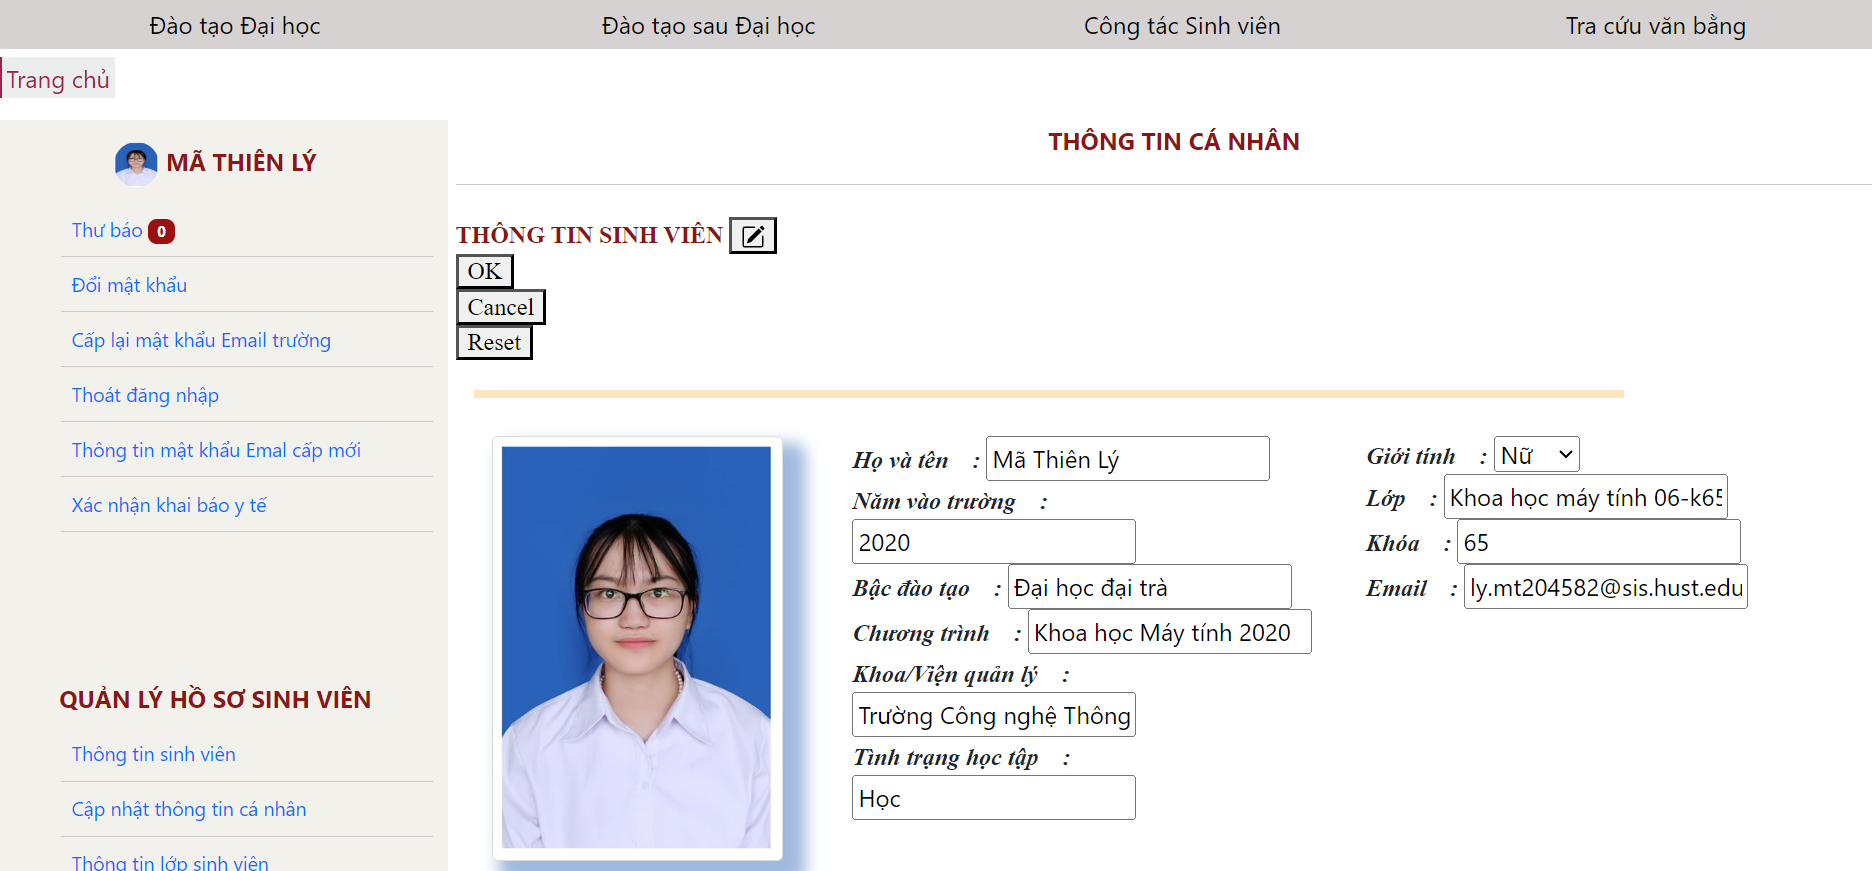 Đào tạo Đại học Đào tạo sau Đại học Công tác Sinh viên Tra cứu văn bằng
Trang chủ
MÃ THIÊN LÝ
Thư báo 0
Đổi mật khẩu
Cấp lại mật khẩu Email trường
Thoát đăng nhập
Thông tin mật khẩu Emal cấp mới
Xác nhận khai báo y tế
QUẢN LÝ HỒ SƠ SINH VIÊN
Thông tin sinh viên
Cập nhật thông tin cá nhân
Thông tin lớp sinh viên
THÔNG TIN CÁ NHÂN
THÔNG TIN SINH VIÊN
OK
Cancel
Reset
Họ và tên : Mã Thiên Lý
Năm vào trường :
2020
Bậc đào tạo : Đại học đại trà
Chương trình : Khoa học Máy tính 2020
Khoa/Viện quản lý :
Trường Công nghệ Thông
Tình trạng học tập :
Học
Giới tính : Nữ
Lớp : Khoa học máy tính 06-k65
Khóa : 65
Email : ly.mt204582@sis.hust.edu